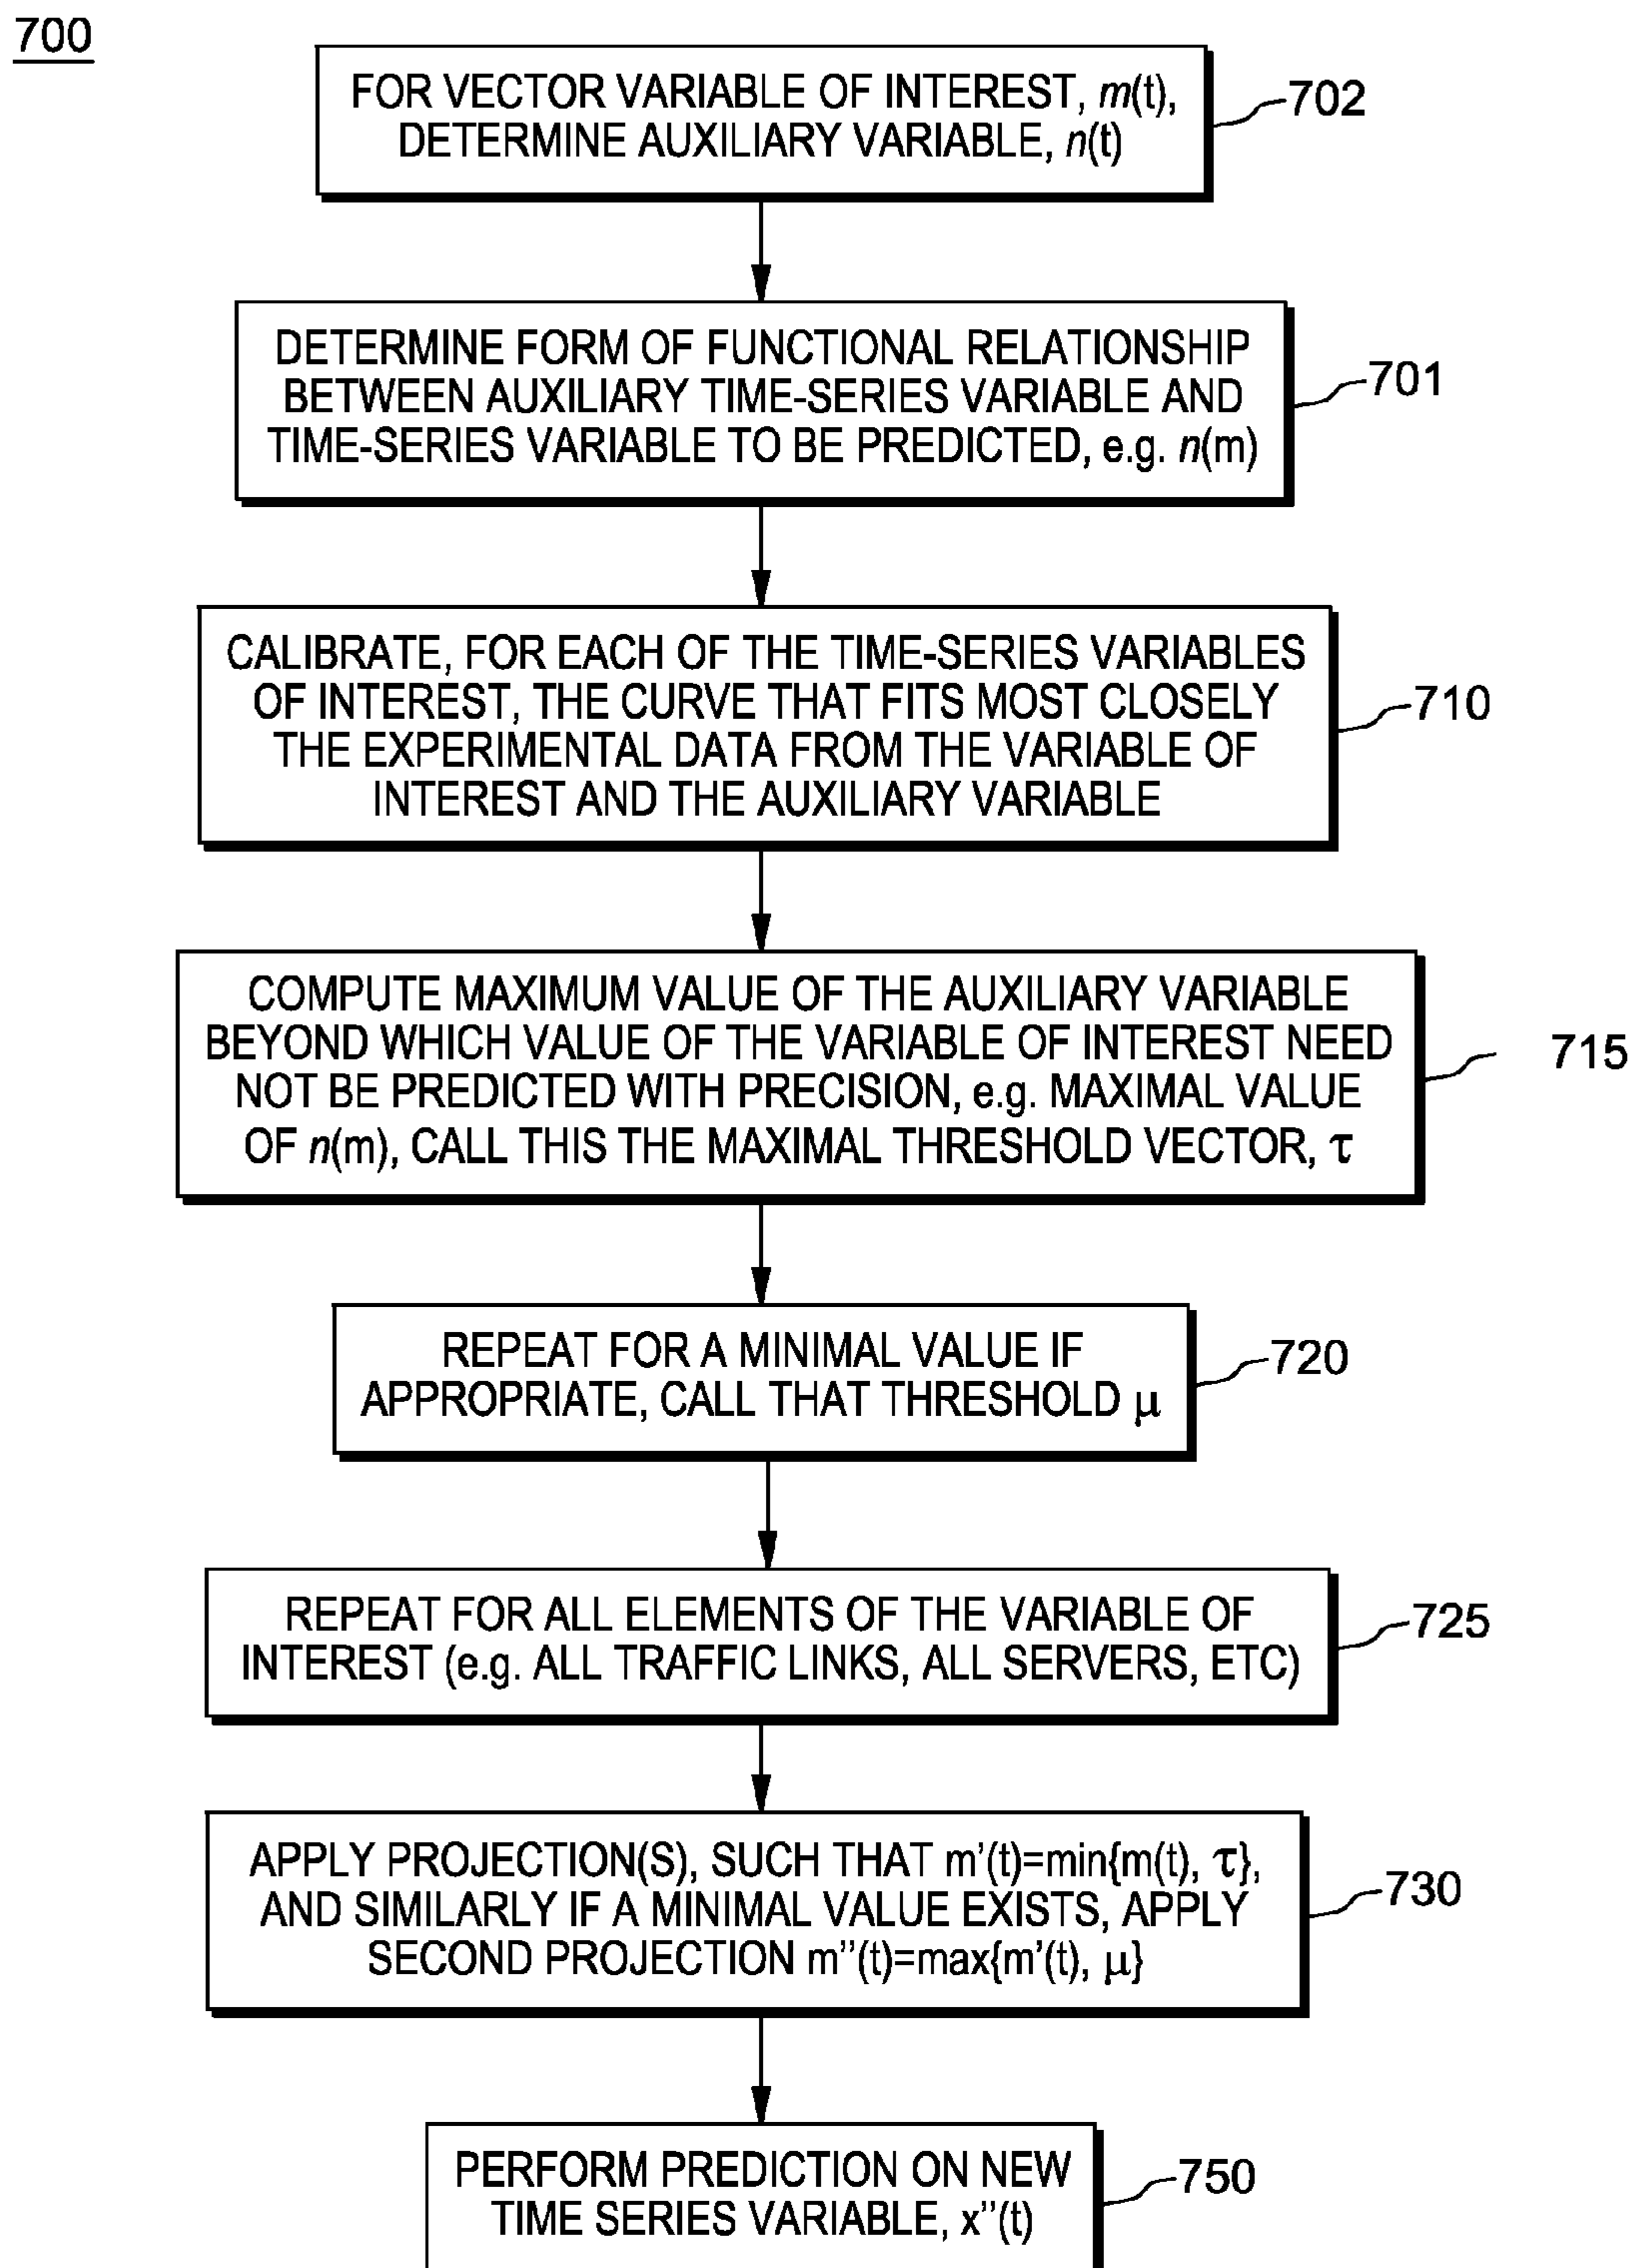 700
FOR VECTOR VARIABLE OF INTEREST, m(t),
DETERMINE AUXILIARY VARIABLE, n(t)
702
DETERMINE FORM OF FUNCTIONAL RELATIONSHIP
BETWEEN AUXILIARY TIME-SERIES VARIABLE AND
TIME-SERIES VARIABLE TO BE PREDICTED, e.g. n(m)
701
CALIBRATE, FOR EACH OF THE TIME-SERIES VARIABLES
OF INTEREST, THE CURVE THAT FITS MOST CLOSELY
THE EXPERIMENTAL DATA FROM THE VARIABLE OF
INTEREST AND THE AUXILIARY VARIABLE
710
COMPUTE MAXIMUM VALUE OF THE AUXILIARY VARIABLE
BEYOND WHICH VALUE OF THE VARIABLE OF INTEREST NEED
NOT BE PREDICTED WITH PRECISION, e.g. MAXIMAL VALUE
OF n(m), CALL THIS THE MAXIMAL THRESHOLD VECTOR, τ
715
REPEAT FOR A MINIMAL VALUE IF
APPROPRIATE, CALL THAT THRESHOLD μ
720
REPEAT FOR ALL ELEMENTS OF THE VARIABLE OF
INTEREST (e.g. ALL TRAFFIC LINKS, ALL SERVERS, ETC)
725
APPLY PROJECTION(S), SUCH THAT m’(t)=min{m(t), τ},
AND SIMILARLY IF A MINIMAL VALUE EXISTS, APPLY
SECOND PROJECTION m’’(t)=max{m’(t), μ}
730
PERFORM PREDICTION ON NEW
TIME SERIES VARIABLE, x’’(t)
750